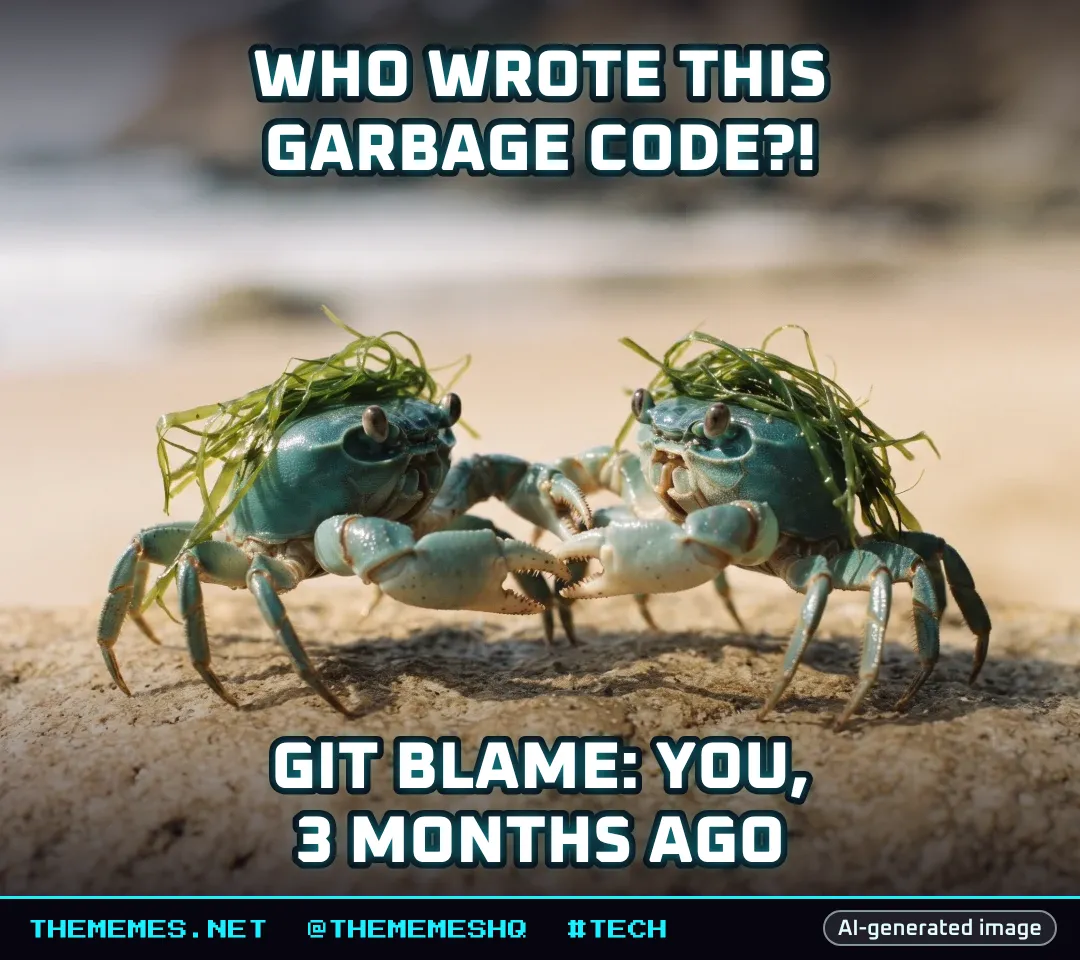 WHO WROTE THIS
GARBAGE CODE?!
GIT BLAME: YOU,
3 MONTHS AGO
THEMEMES.NET @THEMEMESHQ #TECH AI-generated image